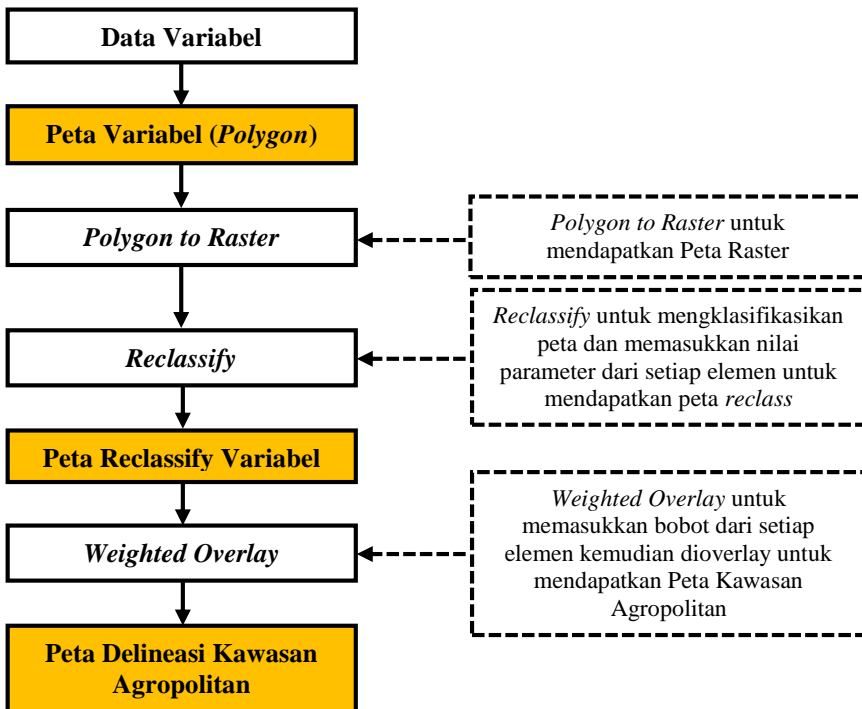 Data Variabel
Peta Variabel (Polygon)
Polygon to Raster
Polygon to Raster untuk
mendapatkan Peta Raster
Reclassify
Reclassify untuk mengklasifikasikan
peta dan memasukkan nilai
parameter dari setiap elemen untuk
mendapatkan peta reclass
Peta Reclassify Variabel
Weighted Overlay
Weighted Overlay untuk
memasukkan bobot dari setiap
elemen kemudian dioverlay untuk
mendapatkan Peta Kawasan
Agropolitan
Peta Delineasi Kawasan
Agropolitan